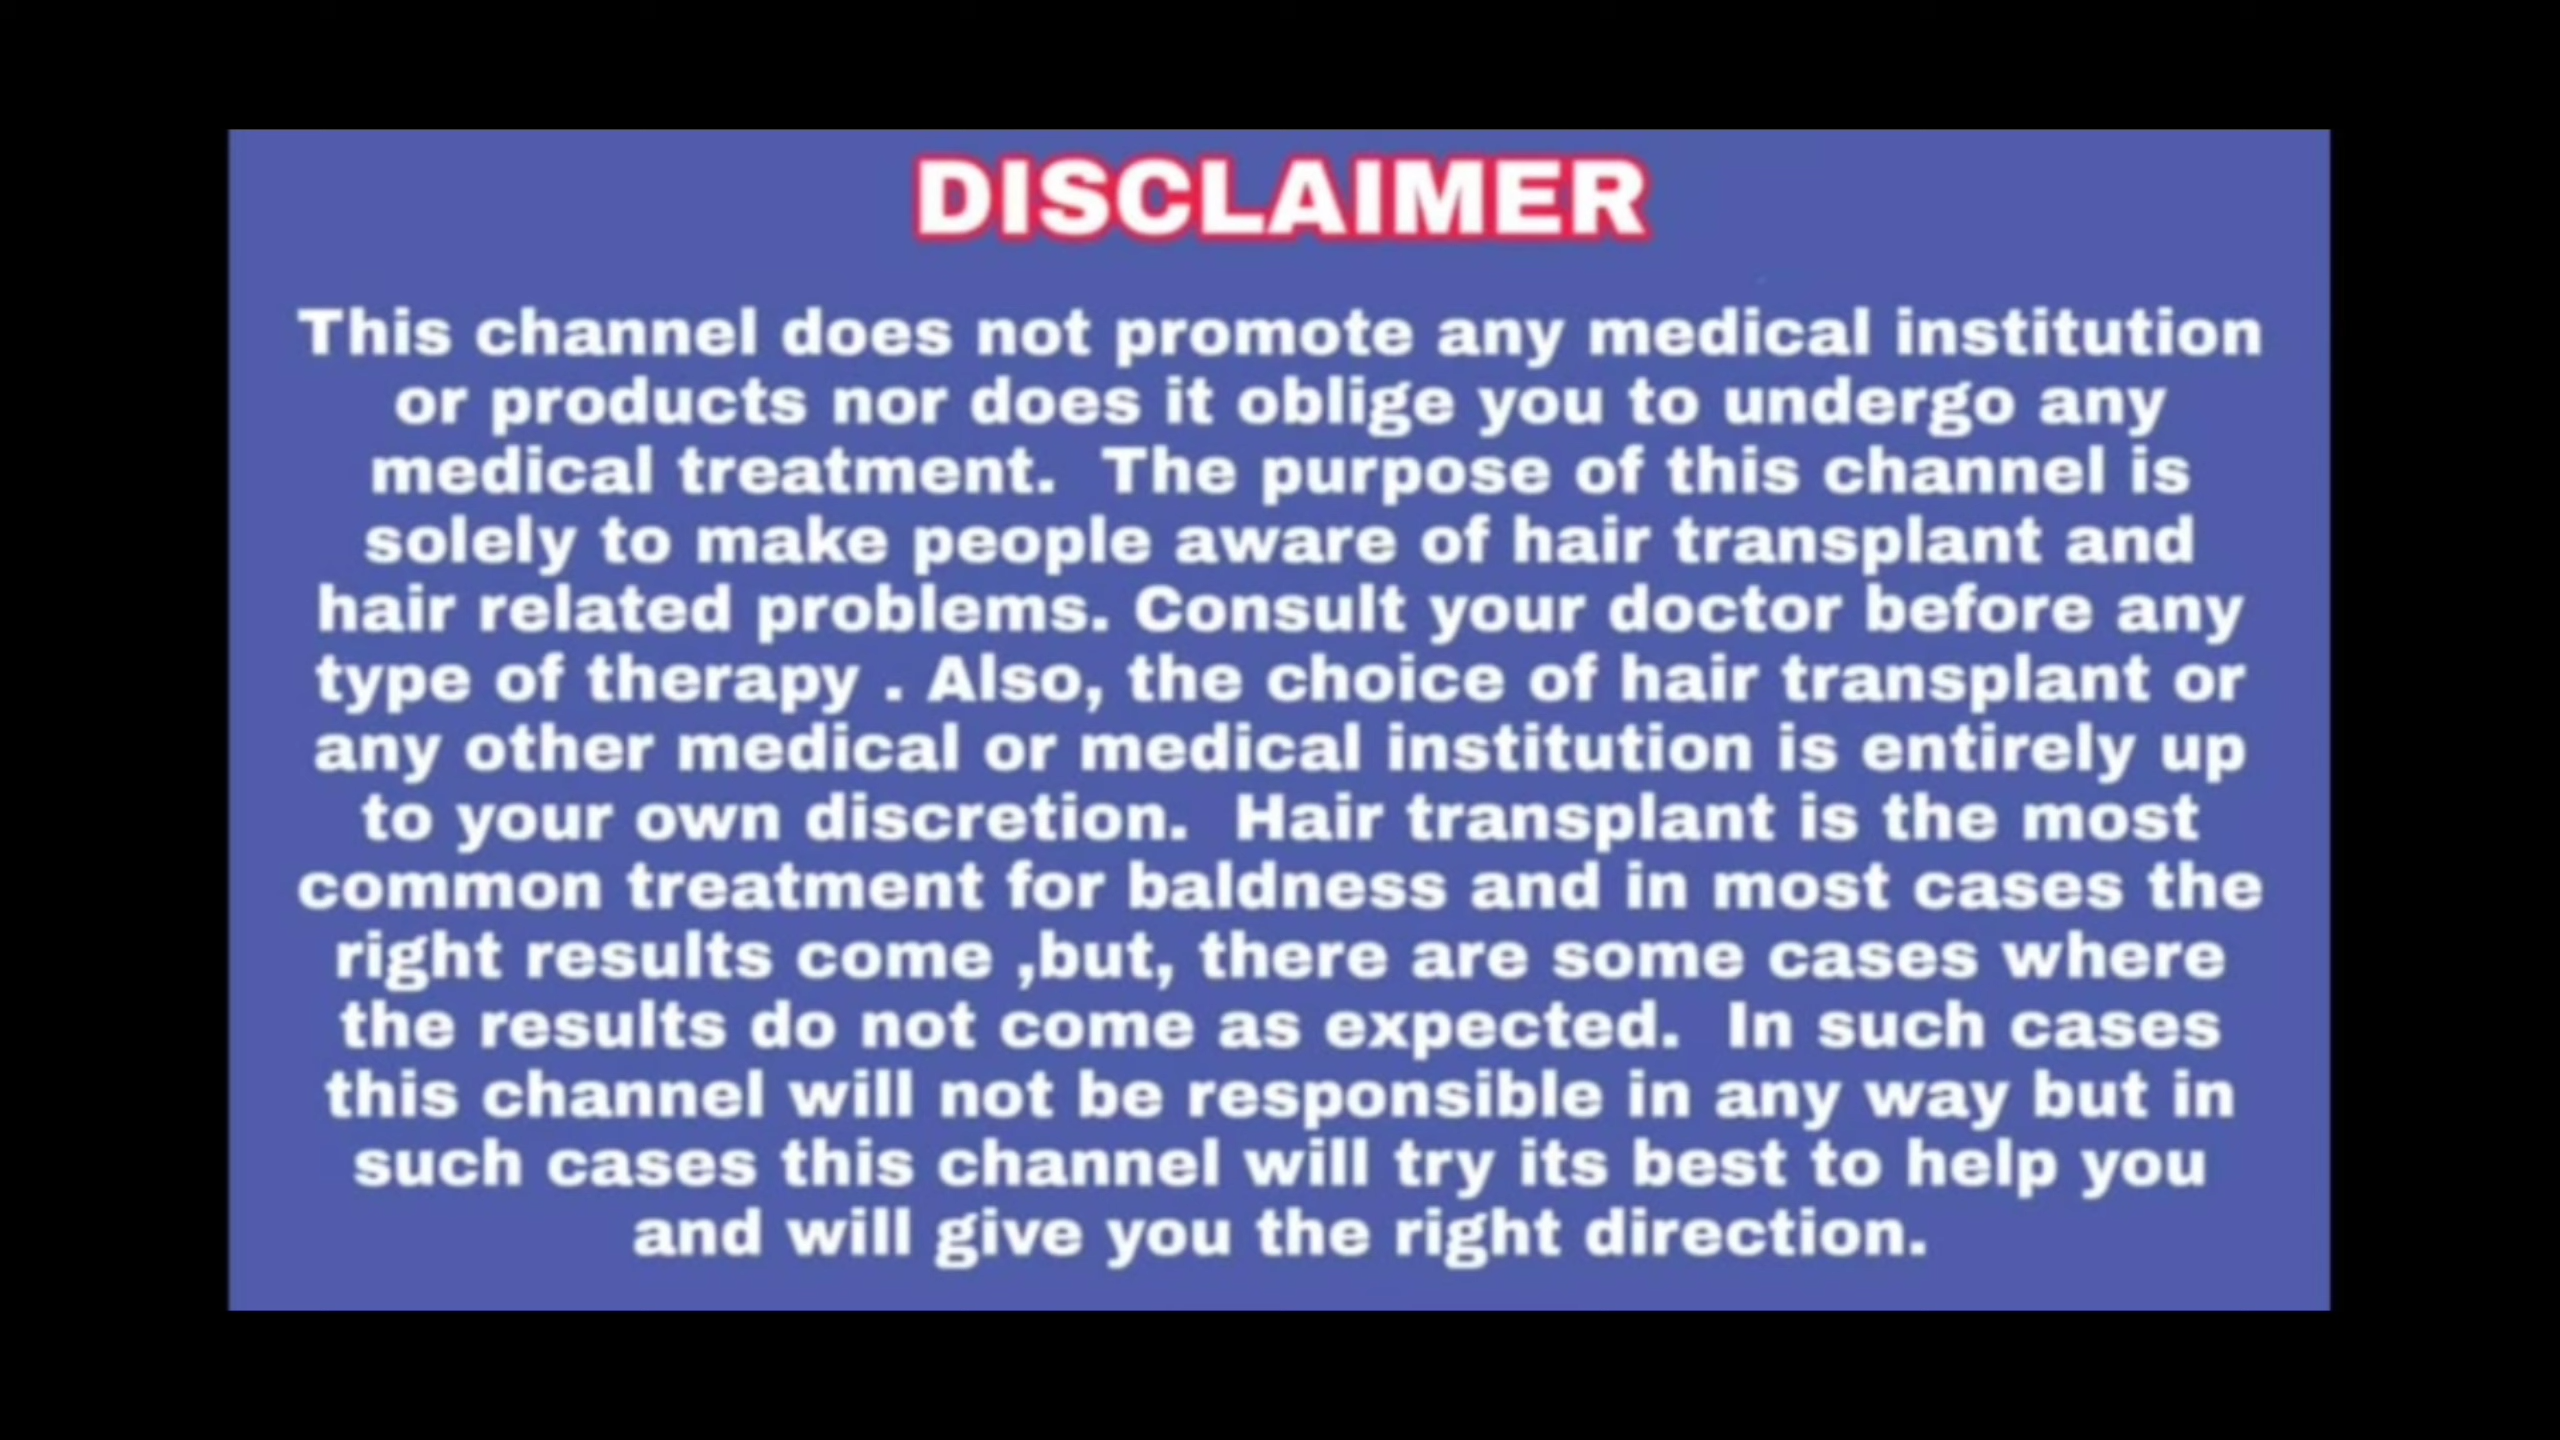 DISCLAIMER
This channel does not promote any medical institution
or products nor does it oblige you to undergo any
medical treatment.  The purpose of this channel is
solely to make people aware of hair transplant and
hair related problems. Consult your doctor before any
type of therapy . Also, the choice of hair transplant or
any other medical or medical institution is entirely up
to your own discretion.  Hair transplant is the most
common treatment for baldness and in most cases the
right results come ,but, there are some cases where
the results do not come as expected.  In such cases
this channel will not be responsible in any way but in
such cases this channel will try its best to help you
and will give you the right direction.